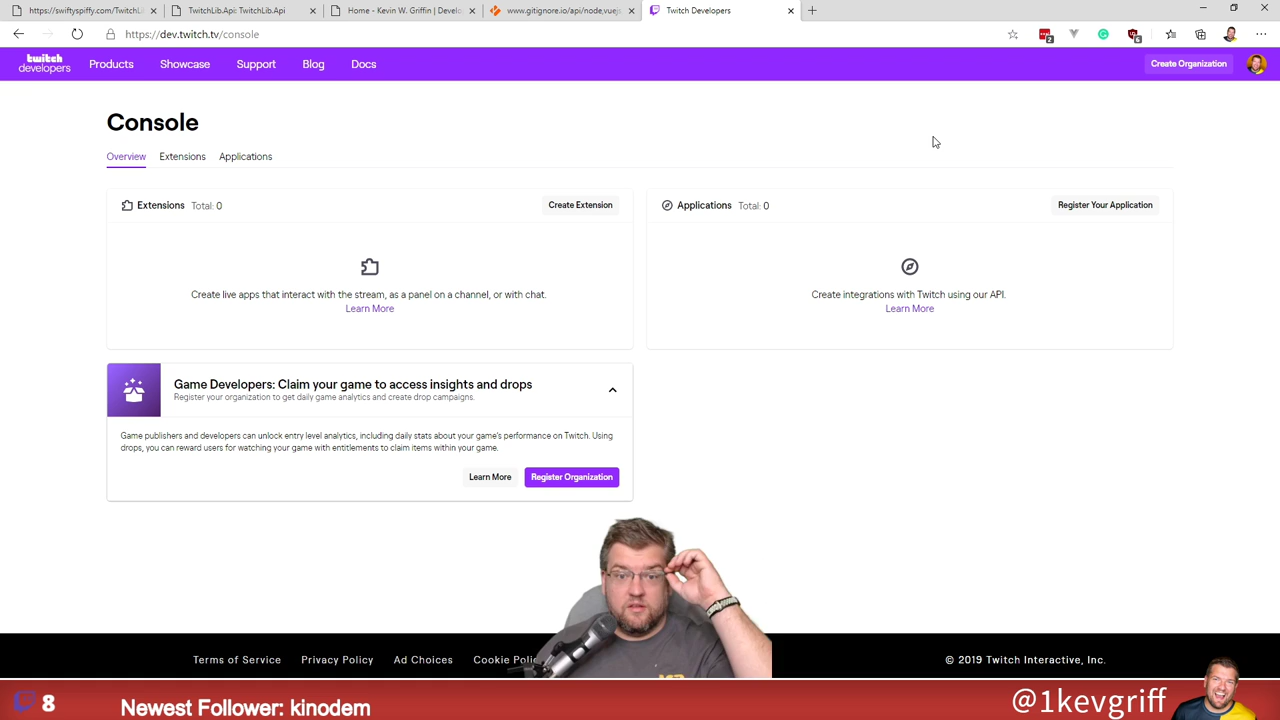 https://swiftyspiffy.com/TwitchLi
TwitchLib.Api: TwitchLib.Api
Home - Kevin W. Griffin | Develo
www.gitignore.io/api/node,vuejs
Twitch Developers
https://dev.twitch.tv/console
2
6
twitch
developers
Products
Showcase
Support
Blog
Docs
Create Organization
Console
Overview
Extensions
Applications
Extensions Total: 0
Create Extension
Applications Total: 0
Register Your Application
Create live apps that interact with the stream, as a panel on a channel, or with chat.
Learn More
Create integrations with Twitch using our API.
Learn More
Game Developers: Claim your game to access insights and drops
Register your organization to get daily game analytics and create drop campaigns.
Game publishers and developers can unlock entry level analytics, including daily stats about your game's performance on Twitch. Using
drops, you can reward users for watching your game with entitlements to claim items within your game.
Learn More
Register Organization
Terms of Service
Privacy Policy
Ad Choices
Cookie Polic
© 2019 Twitch Interactive, Inc.
8
Newest Follower: kinodem
@1kevgriff